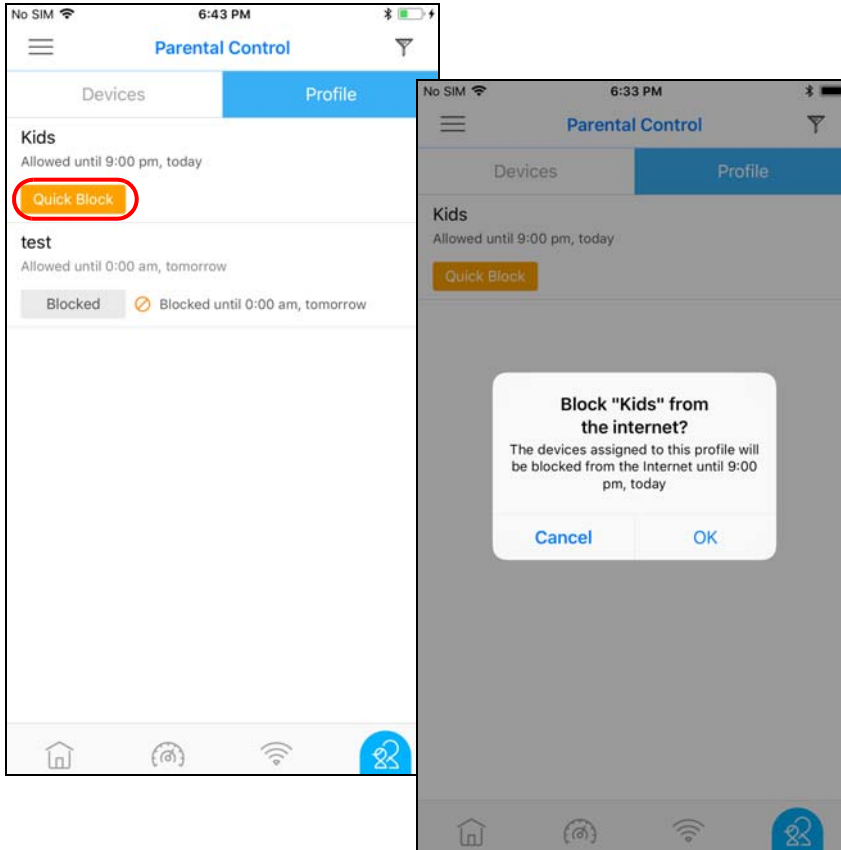 No SIM 6:43 PM
Parental Control
Devices Profile
Kids
Allowed until 9:00 pm, today
Quick Block
test
Allowed until 0:00 am, tomorrow
Blocked Blocked until 0:00 am, tomorrow
No SIM 6:33 PM
Parental Control
Devices Profile
Kids
Allowed until 9:00 pm, today
Quick Block
Block "Kids" from
the internet?
The devices assigned to this profile will
be blocked from the Internet until 9:00
pm, today
Cancel OK